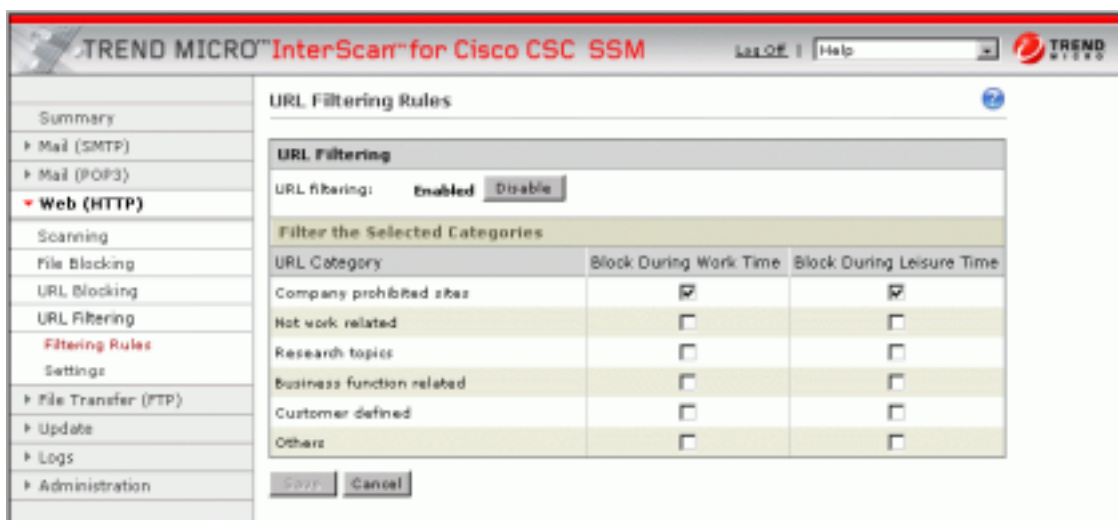 TREND MICRO™ InterScan™ for Cisco CSC SSM
Log Off | Help
TREND MICRO
Summary
Mail (SMTP)
Mail (POP3)
Web (HTTP)
Scanning
File Blocking
URL Blocking
URL Filtering
Filtering Rules
Settings
File Transfer (FTP)
Update
Logs
Administration
URL Filtering Rules
?
URL Filtering
URL filtering: Enabled Disable
Filter the Selected Categories
URL Category Block During Work Time Block During Leisure Time
Company prohibited sites
Not work related
Research topics
Business function related
Customer defined
Others
Save Cancel